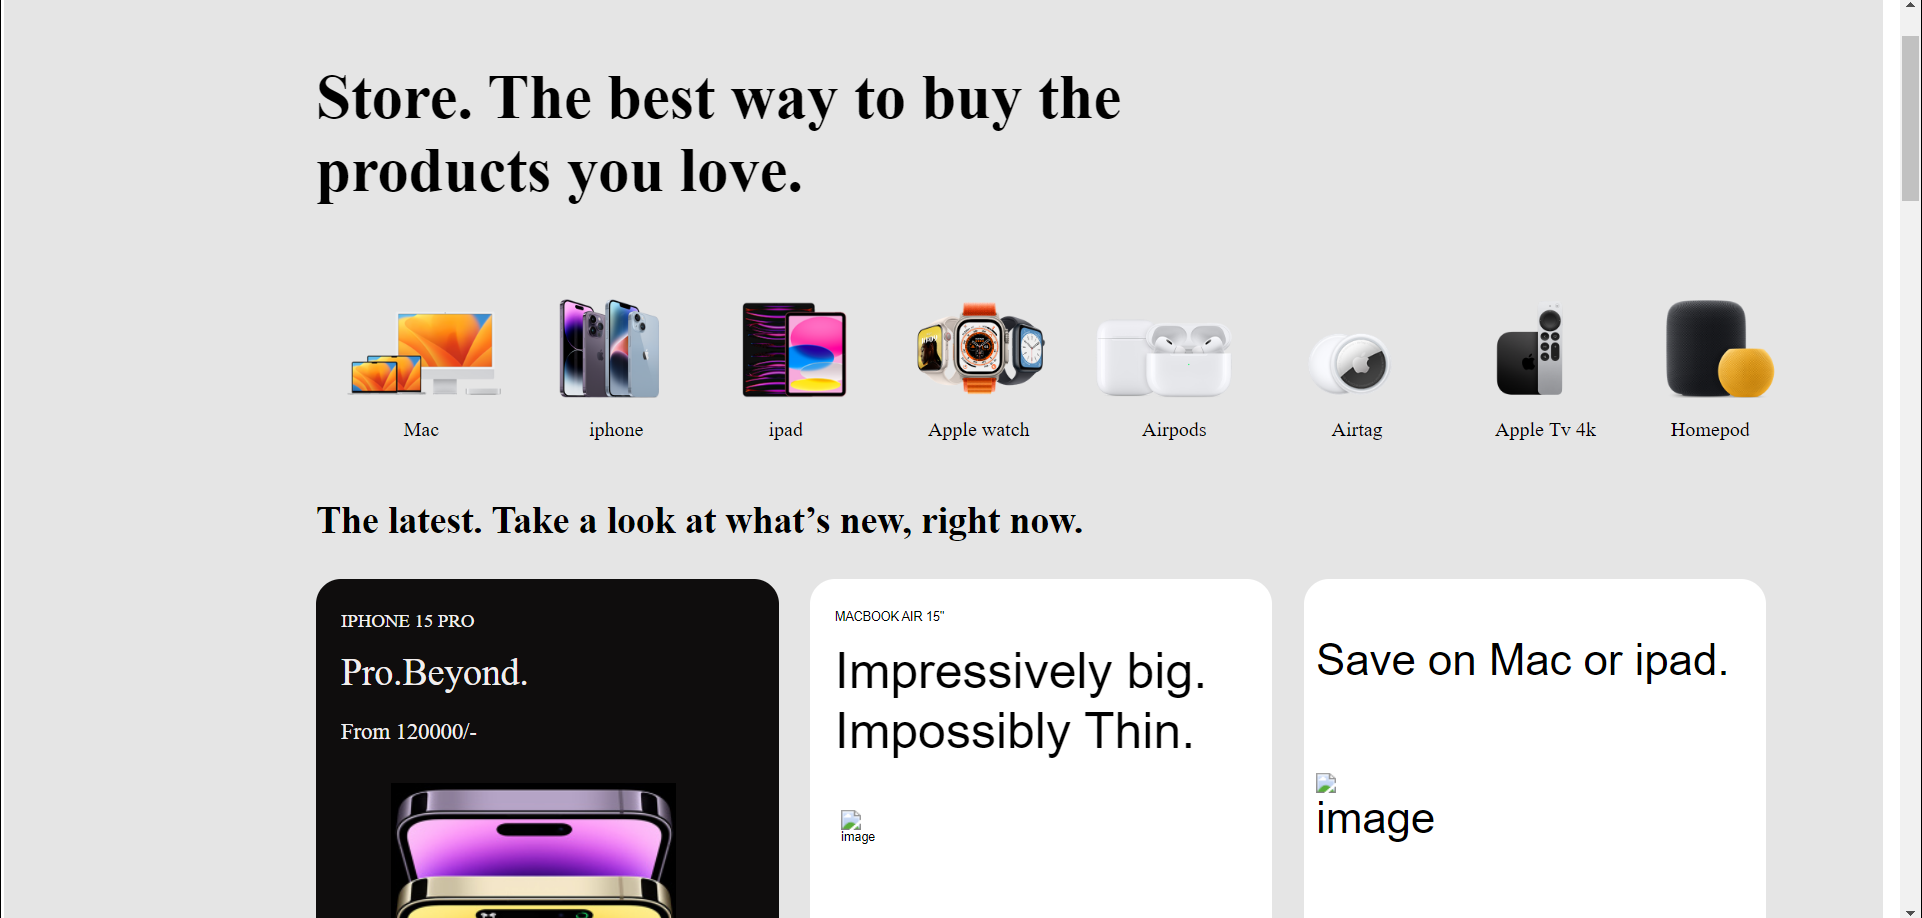 Store. The best way to buy the
products you love.
Mac
iphone
ipad
Apple watch
Airpods
Airtag
Apple Tv 4k
Homepod
The latest. Take a look at what’s new, right now.
IPHONE 15 PRO
Pro.Beyond.
From 120000/-
MACBOOK AIR 15"
Impressively big.
Impossibly Thin.
image
Save on Mac or ipad.
image